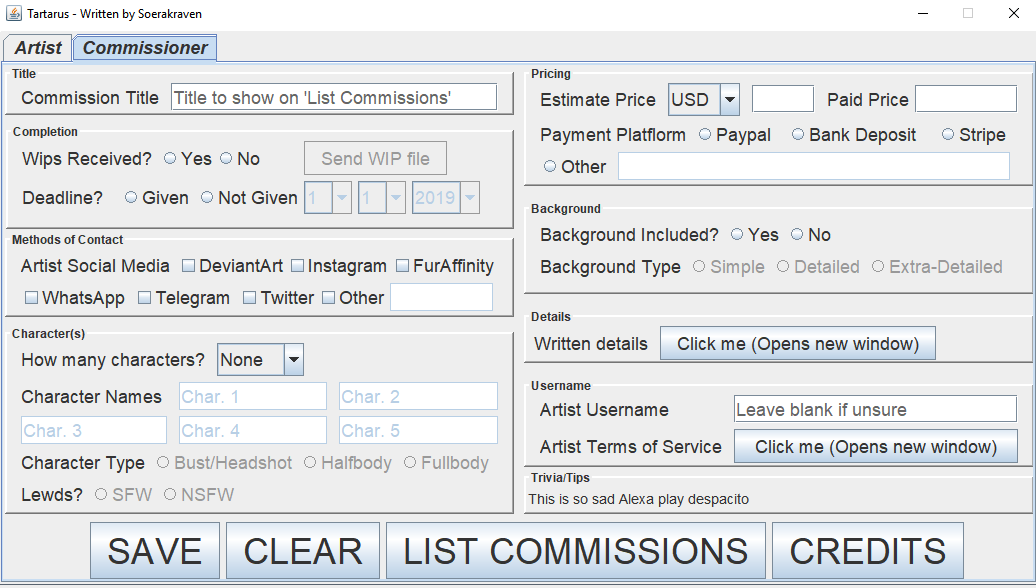 Tartarus - Written by Soerakraven
Artist Commissioner
Title
Commission Title Title to show on 'List Commissions'
Completion
Wips Received? Yes No Send WIP file
Deadline? Given Not Given 1 1 2019
Methods of Contact
Artist Social Media DeviantArt Instagram FurAffinity
WhatsApp Telegram Twitter Other
Character(s)
How many characters? None
Character Names Char. 1 Char. 2
Char. 3 Char. 4 Char. 5
Character Type Bust/Headshot Halfbody Fullbody
Lewds? SFW NSFW
Pricing
Estimate Price USD Paid Price
Payment Platflorm Paypal Bank Deposit Stripe
Other
Background
Background Included? Yes No
Background Type Simple Detailed Extra-Detailed
Details
Written details Click me (Opens new window)
Username
Artist Username Leave blank if unsure
Artist Terms of Service Click me (Opens new window)
Trivia/Tips
This is so sad Alexa play despacito
SAVE CLEAR LIST COMMISSIONS CREDITS